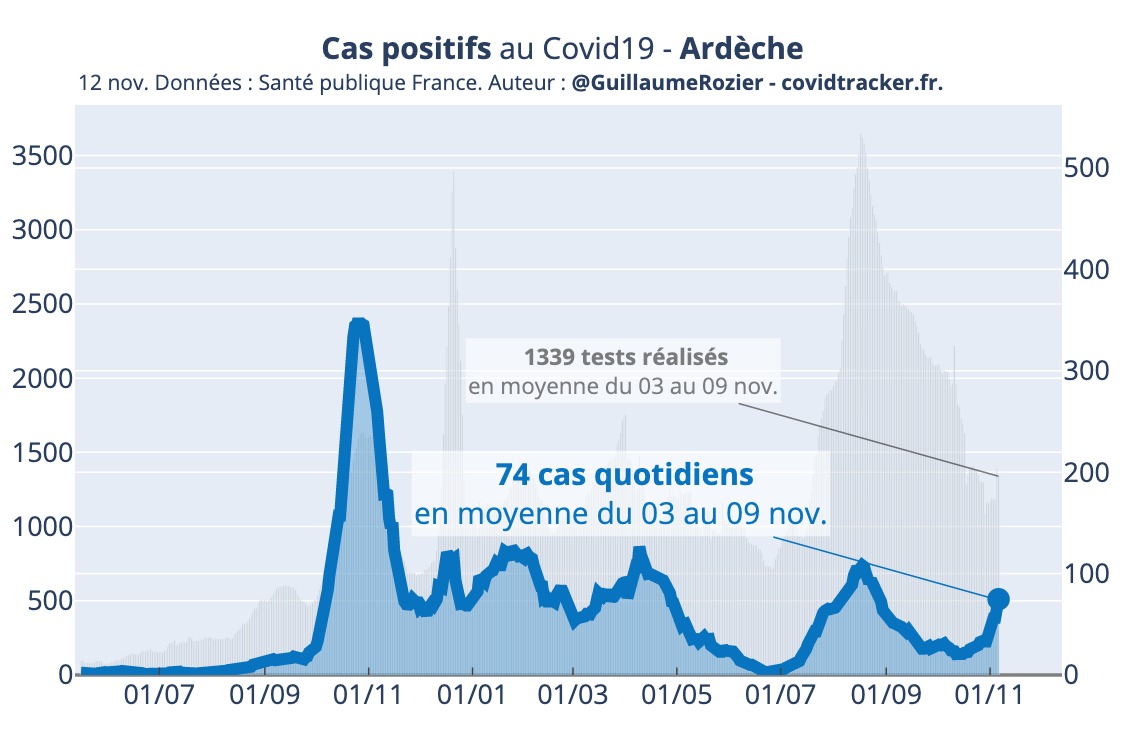 Cas positifs au Covid19 - Ardèche
12 nov. Données : Santé publique France. Auteur : @GuillaumeRozier - covidtracker.fr.
3500
3000
2500
2000
1500
1000
500
0
500
400
300
200
100
0
1339 tests réalisés
en moyenne du 03 au 09 nov.
74 cas quotidiens
en moyenne du 03 au 09 nov.
01/07 01/09 01/11 01/01 01/03 01/05 01/07 01/09 01/11